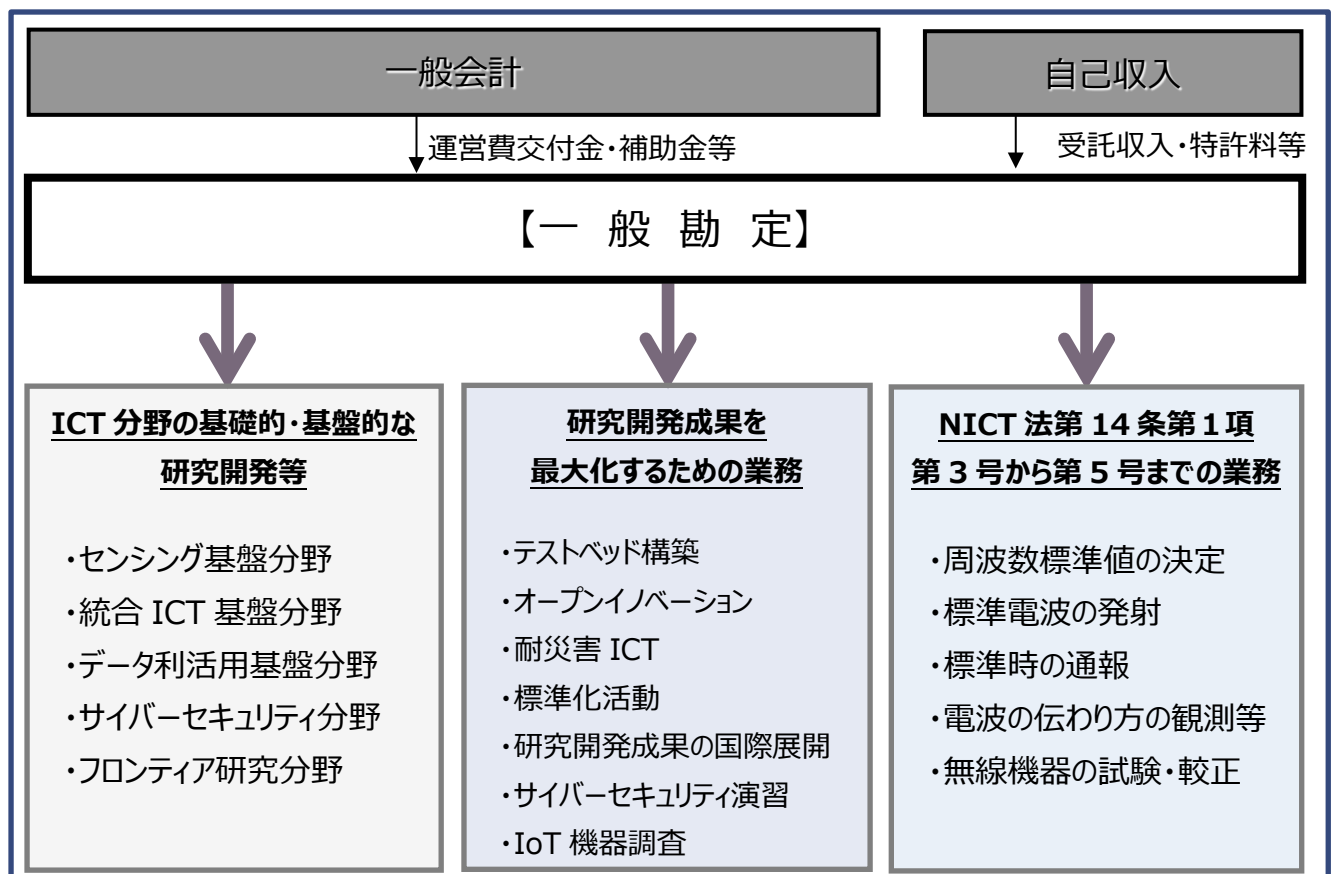 一般会計
自己収入
運営費交付金・補助金等
受託収入・特許料等
【一 般 勘 定】
ICT 分野の基礎的・基盤的な
研究開発等
・センシング基盤分野
・統合 ICT 基盤分野
・データ利活用基盤分野
・サイバーセキュリティ分野
・フロンティア研究分野
研究開発成果を
最大化するための業務
・テストベッド構築
・オープンイノベーション
・耐災害 ICT
・標準化活動
・研究開発成果の国際展開
・サイバーセキュリティ演習
・IoT 機器調査
NICT 法第 14 条第 1 項
第 3 号から第 5 号までの業務
・周波数標準値の決定
・標準電波の発射
・標準時の通報
・電波の伝わり方の観測等
・無線機器の試験・較正